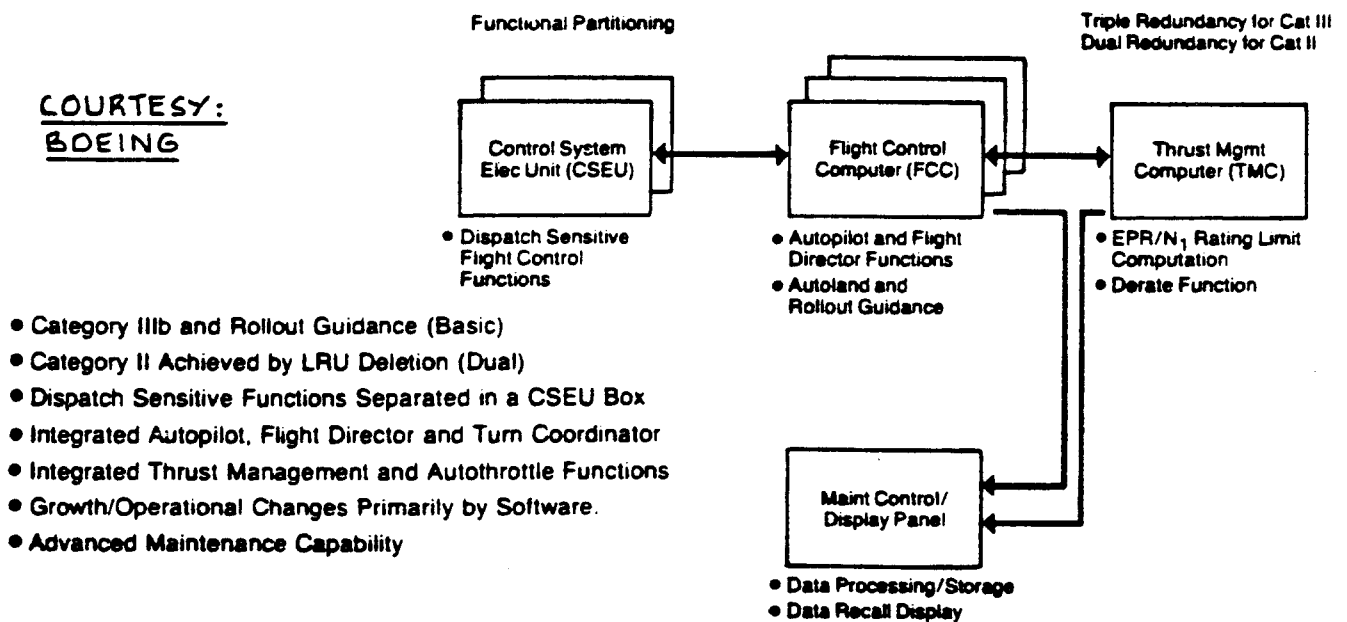 Functional Partitioning
Triple Redundancy for Cat III
Dual Redundancy for Cat II
COURTESY:
BOEING
Control System
Elec Unit (CSEU)
Flight Control
Computer (FCC)
Thrust Mgmt
Computer (TMC)
● Dispatch Sensitive
Flight Control
Functions
● Autopilot and Flight
Director Functions
● Autoland and
Rollout Guidance
● EPR/N₁ Rating Limit
Computation
● Derate Function
● Category IIIb and Rollout Guidance (Basic)
● Category II Achieved by LRU Deletion (Dual)
● Dispatch Sensitive Functions Separated in a CSEU Box
● Integrated Autopilot, Flight Director and Turn Coordinator
● Integrated Thrust Management and Autothrottle Functions
● Growth/Operational Changes Primarily by Software.
● Advanced Maintenance Capability
Maint Control/
Display Panel
● Data Processing/Storage
● Data Recall Display